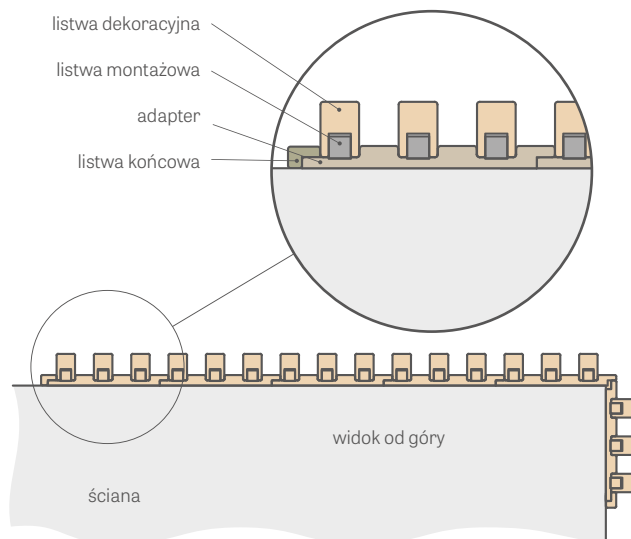 listwa dekoracyjna
listwa montażowa
adapter
listwa końcowa
widok od góry
ściana